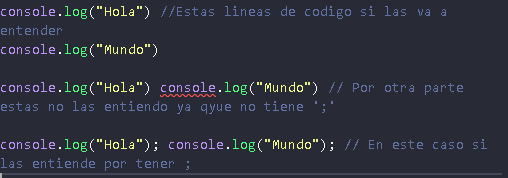 console.log("Hola") //Estas lineas de codigo si las va a
entender
console.log("Mundo")
console.log("Hola") console.log("Mundo") // Por otra parte
estas no las entiendo ya qyue no tiene ';'
console.log("Hola"); console.log("Mundo"); // En este caso si
las entiende por tener ;